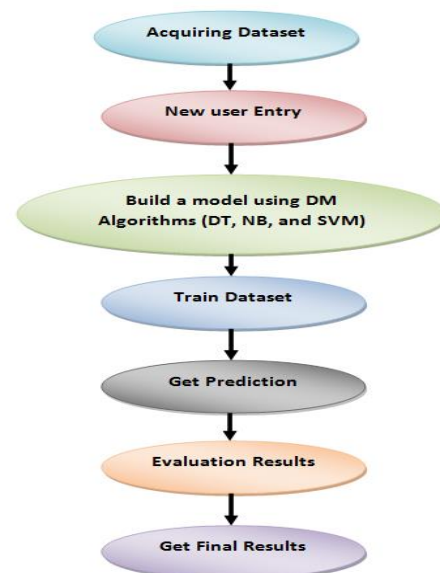 Acquiring Dataset
New user Entry
Build a model using DM
Algorithms (DT, NB, and SVM)
Train Dataset
Get Prediction
Evaluation Results
Get Final Results